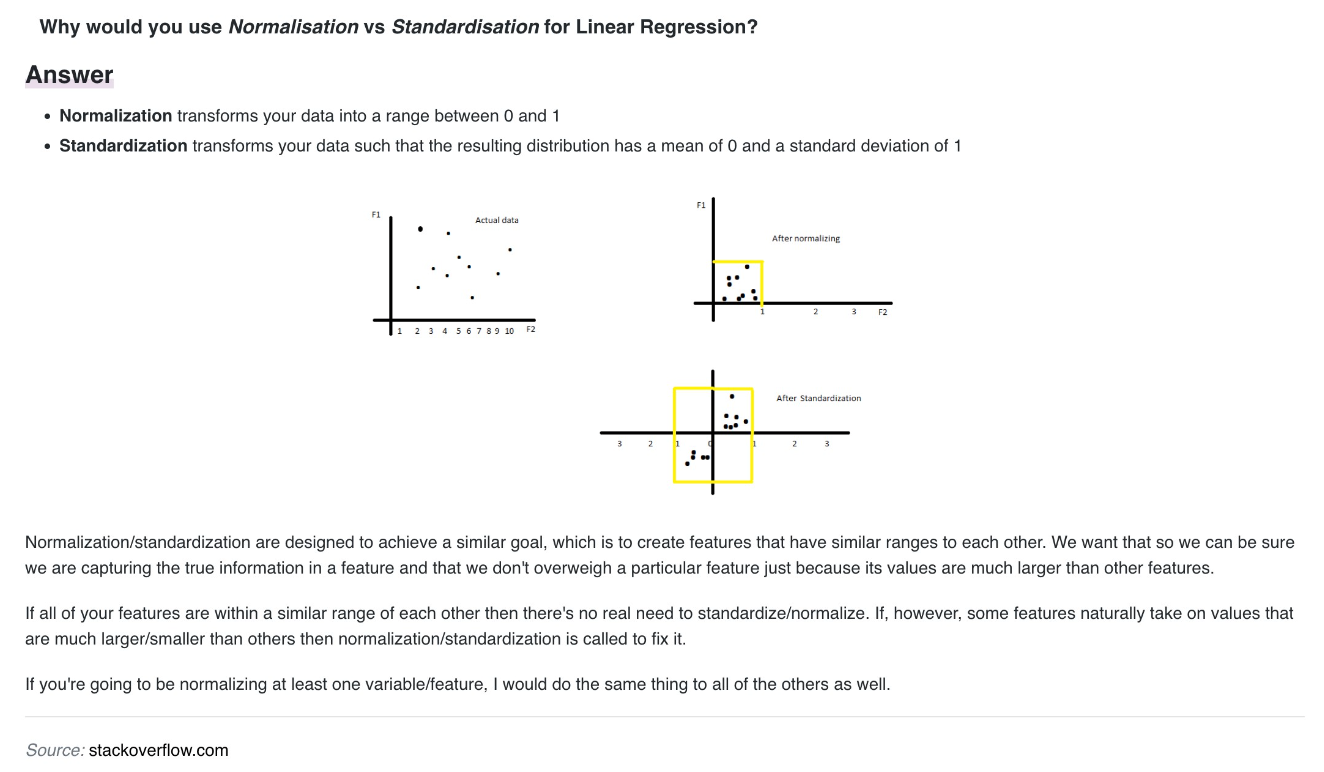 Why would you use Normalisation vs Standardisation for Linear Regression?
Answer
• Normalization transforms your data into a range between 0 and 1
• Standardization transforms your data such that the resulting distribution has a mean of 0 and a standard deviation of 1
F1
Actual data
1 2 3 4 5 6 7 8 9 10 F2
F1
After normalizing
1 2 3 F2
After Standardization
3 2 1 0 1 2 3
Normalization/standardization are designed to achieve a similar goal, which is to create features that have similar ranges to each other. We want that so we can be sure
we are capturing the true information in a feature and that we don't overweigh a particular feature just because its values are much larger than other features.
If all of your features are within a similar range of each other then there's no real need to standardize/normalize. If, however, some features naturally take on values that
are much larger/smaller than others then normalization/standardization is called to fix it.
If you're going to be normalizing at least one variable/feature, I would do the same thing to all of the others as well.
Source: stackoverflow.com